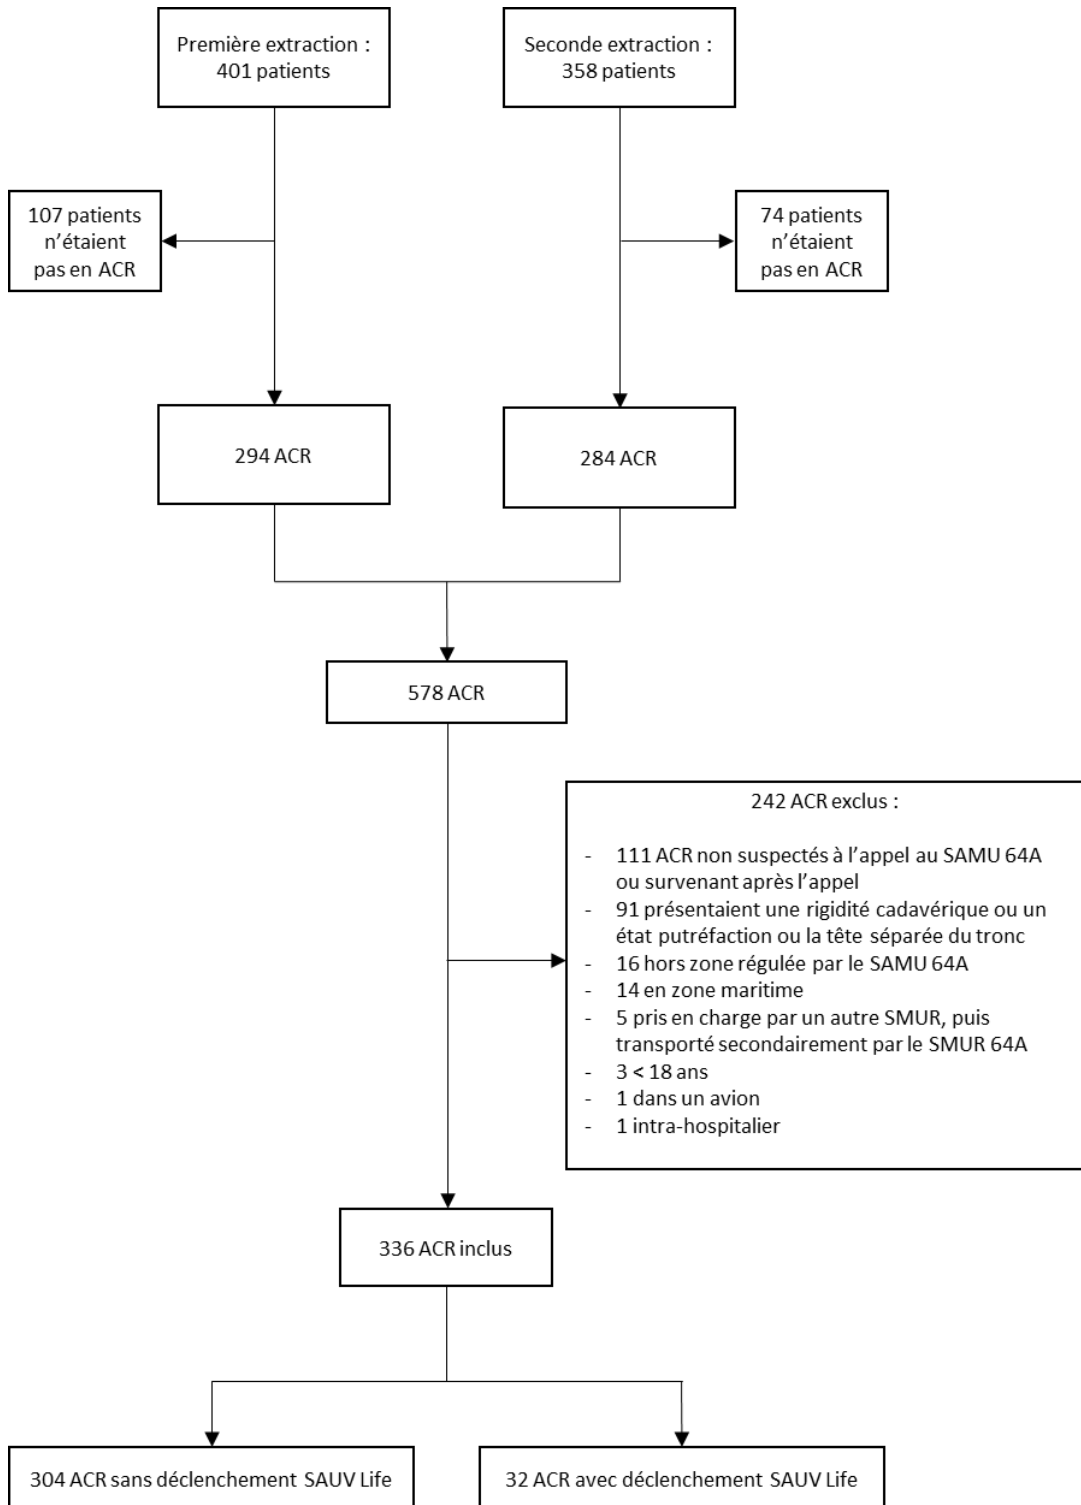 Première extraction :
401 patients
Seconde extraction :
358 patients
107 patients
n’étaient
pas en ACR
74 patients
n’étaient
pas en ACR
294 ACR
284 ACR
578 ACR
242 ACR exclus :
- 111 ACR non suspectés à l’appel au SAMU 64A
ou survenant après l’appel
- 91 présentaient une rigidité cadavérique ou un
état putréfaction ou la tête séparée du tronc
- 16 hors zone régulée par le SAMU 64A
- 14 en zone maritime
- 5 pris en charge par un autre SMUR, puis
transporté secondairement par le SMUR 64A
- 3 < 18 ans
- 1 dans un avion
- 1 intra-hospitalier
336 ACR inclus
304 ACR sans déclenchement SAUV Life
32 ACR avec déclenchement SAUV Life